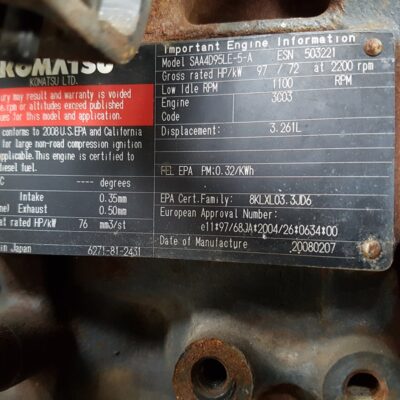 KOMATSU
KOMATSU LTD.
ury may result and warranty is voided
e.rpm or altitudes exceed published
ues for this model and application.
conforms to 2008 U.S.EPA and California
for large non-road compression ignition
pplicable.This engine is certified to
diesel fuel.
C ---- degrees
Intake 0.35mm
ne) Exhaust 0.50mm
at rated HP/kW 76 mm3/st
in Japan 6271-81-2431
Important Engine Information
Model SAA4D95LE-5-A ESN 503221
Gross rated HP/kW 97 / 72 at 2200 rpm
Low Idle RPM 1100 RPM
Engine 3C03
Code
Displacement: 3.261L
FEL EPA PM:0.32/KWh
EPA Cert.Family: 8KLXL03.3JD6
European Approval Number:
e11*97/68JA*2004/26*0634*00
Date of Manufacture 20080207